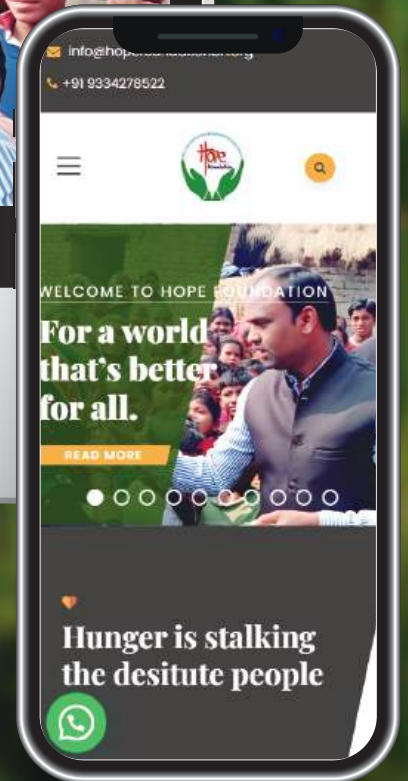 +91 9334278522
Hope
WELCOME TO HOPE FOUNDATION
For a world
that's better
for all.
READ MORE
Hunger is stalking
the desitute people